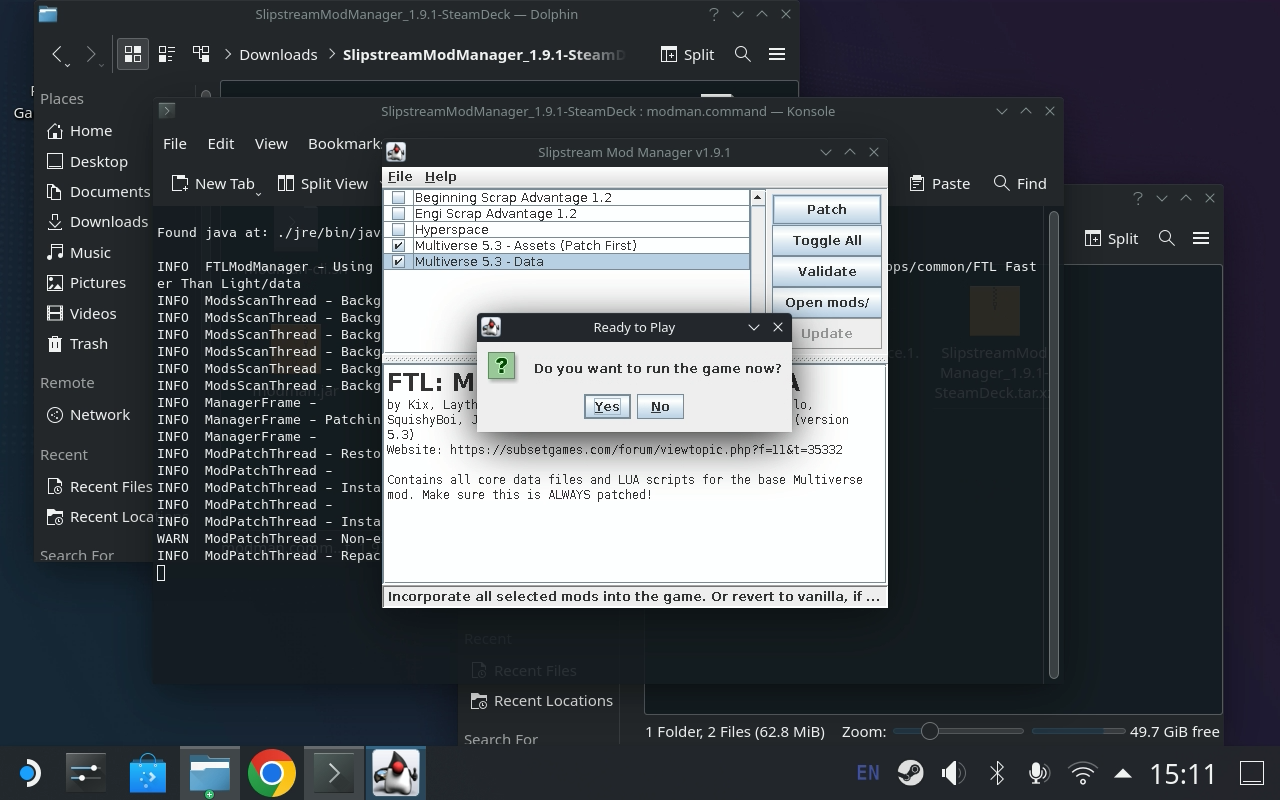 SlipstreamModManager_1.9.1-SteamDeck — Dolphin
Downloads
SlipstreamModManager_1.9.1-SteamD
Split
Places
Home
Desktop
Documents
Downloads
Music
Pictures
Videos
Trash
Remote
Network
Recent
Recent Files
Recent Loca
Search For
Ga
SlipstreamModManager_1.9.1-SteamDeck : modman.command — Konsole
File Edit View Bookmark
New Tab
Split View
Paste
Find
Found java at: ./jre/bin/jav
INFO FTLModManager - Using
ops/common/FTL Fast
er Than Light/data
INFO ModsScanThread - Backg
INFO ModsScanThread - Backg
INFO ModsScanThread - Backg
INFO ModsScanThread - Backg
INFO ModsScanThread - Backg
INFO ModsScanThread - Backg
INFO ManagerFrame -
INFO ManagerFrame - Patchin
INFO ManagerFrame -
INFO ModPatchThread - Resto
INFO ModPatchThread -
INFO ModPatchThread - Insta
INFO ModPatchThread -
INFO ModPatchThread - Insta
WARN ModPatchThread - Non-e
INFO ModPatchThread - Repac
modman.jar
SlipstreamMod
Manager_1.9.1-
SteamDeck.tar.x
Slipstream Mod Manager v1.9.1
File Help
Beginning Scrap Advantage 1.2
Engi Scrap Advantage 1.2
Hyperspace
Multiverse 5.3 - Assets (Patch First)
Multiverse 5.3 - Data
Patch
Toggle All
Validate
Open mods/
Update
FTL: M
A
by Kix, Layth
lo,
SquishyBoi, J
(version
5.3)
Website: https://subsetgames.com/forum/viewtopic.php?f=11&t=35332
Contains all core data files and LUA scripts for the base Multiverse
mod. Make sure this is ALWAYS patched!
Incorporate all selected mods into the game. Or revert to vanilla, if ...
Ready to Play
Do you want to run the game now?
Yes
No
Split
Recent
Recent Files
Recent Locations
Search For
1 Folder, 2 Files (62.8 MiB)
Zoom:
49.7 GiB free
EN
15:11